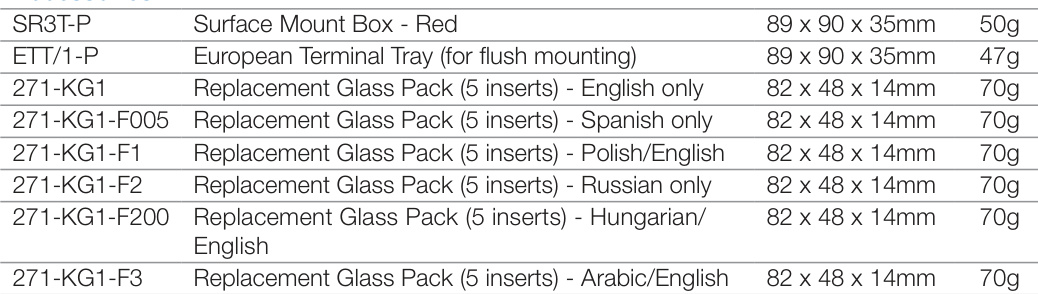 SR3T-P Surface Mount Box - Red 89 x 90 x 35mm 50g
ETT/1-P European Terminal Tray (for flush mounting) 89 x 90 x 35mm 47g
271-KG1 Replacement Glass Pack (5 inserts) - English only 82 x 48 x 14mm 70g
271-KG1-F005 Replacement Glass Pack (5 inserts) - Spanish only 82 x 48 x 14mm 70g
271-KG1-F1 Replacement Glass Pack (5 inserts) - Polish/English 82 x 48 x 14mm 70g
271-KG1-F2 Replacement Glass Pack (5 inserts) - Russian only 82 x 48 x 14mm 70g
271-KG1-F200 Replacement Glass Pack (5 inserts) - Hungarian/ 82 x 48 x 14mm 70g
English
271-KG1-F3 Replacement Glass Pack (5 inserts) - Arabic/English 82 x 48 x 14mm 70g